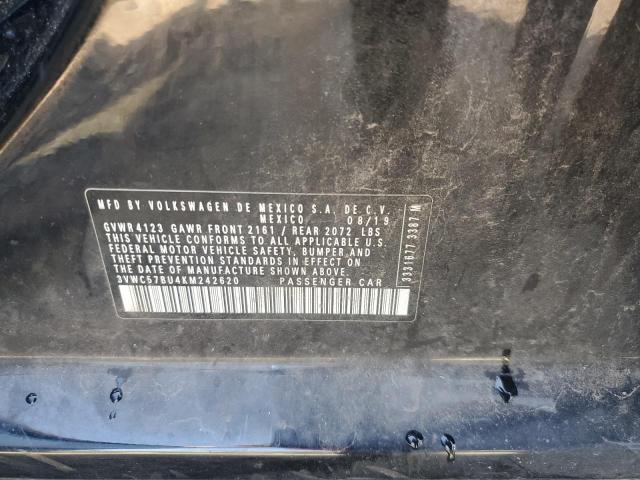 MFD BY VOLKSWAGEN DE MEXICO S.A. DE C.V.
MEXICO 08/19
GVWR 4123 GAWR FRONT 2161 / REAR 2072 LBS
THIS VEHICLE CONFORMS TO ALL APPLICABLE U.S.
FEDERAL MOTOR VEHICLE SAFETY, BUMPER AND
THEFT PREVENTION STANDARDS IN EFFECT ON
THE DATE OF MANUFACTURE SHOWN ABOVE.
3VWC57BU4KM242620 PASSENGER CAR
3331677 3387 M